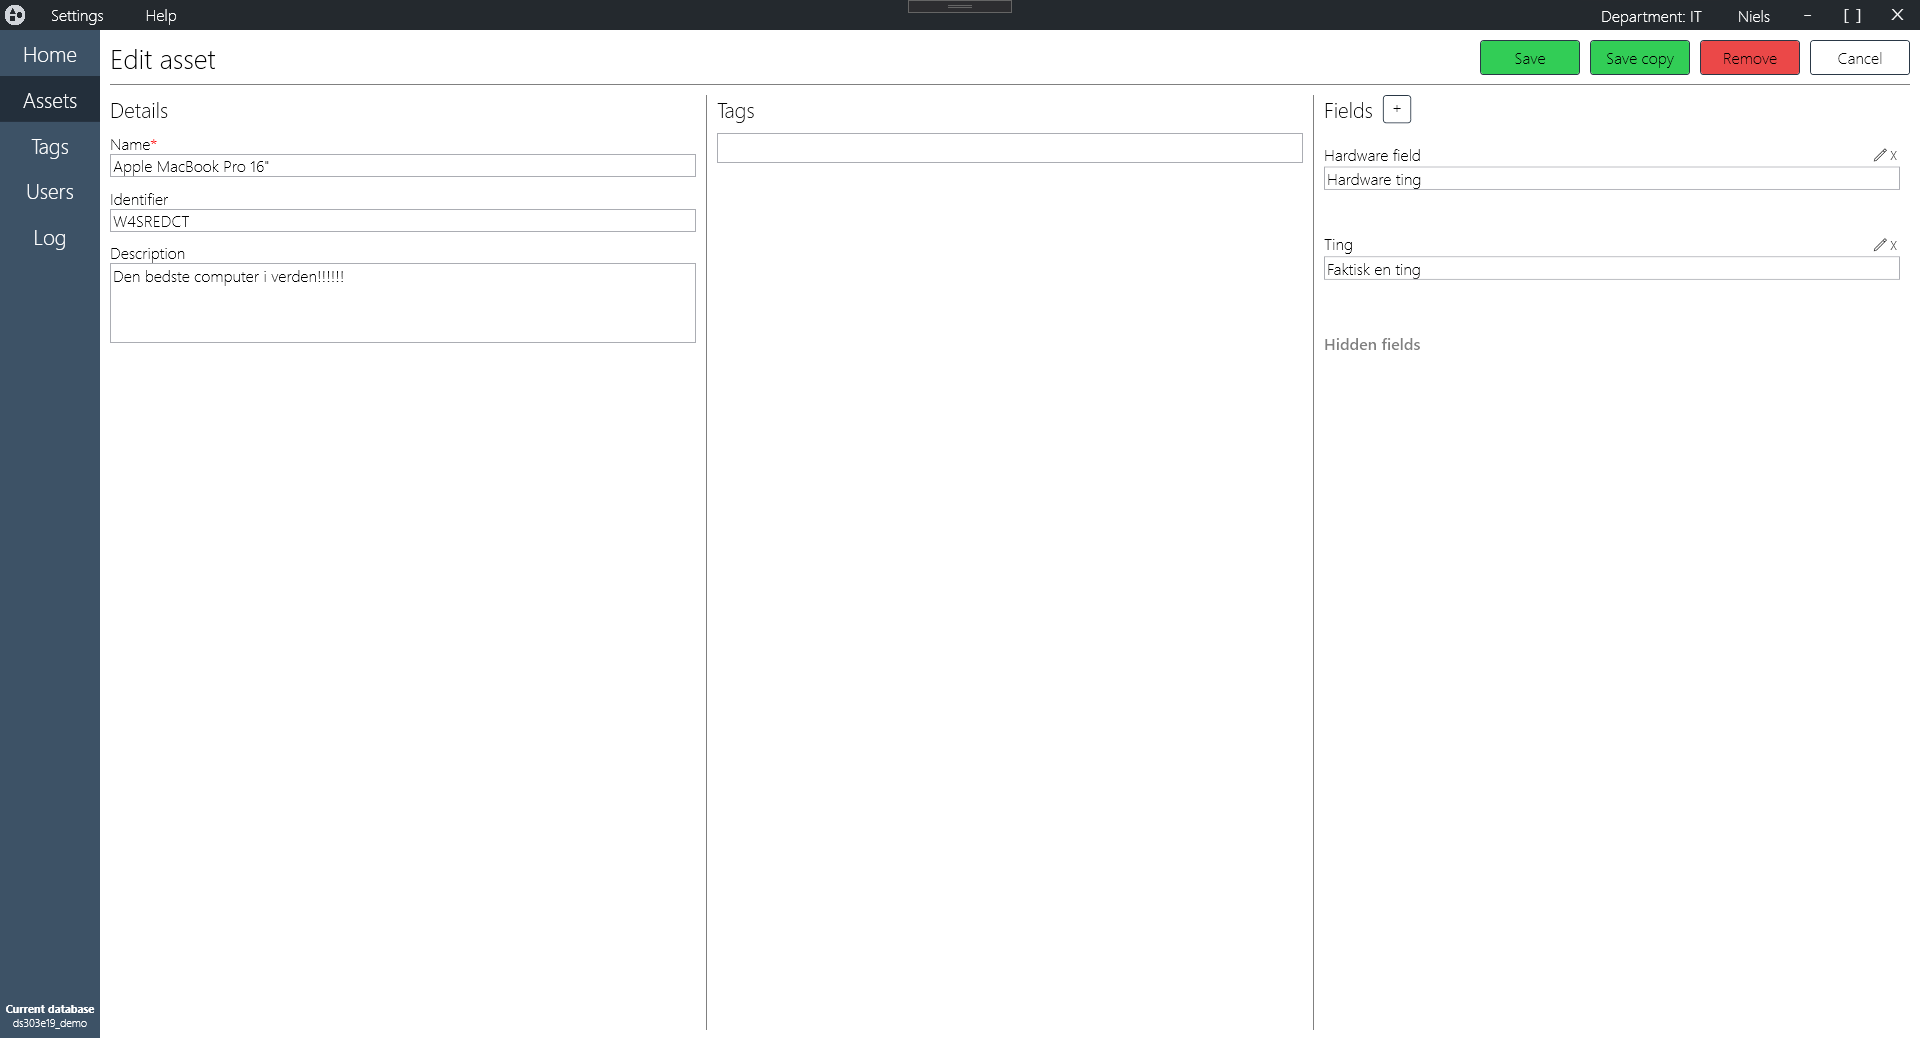 Settings Help Department: IT Niels – [ ] X
Home
Assets
Tags
Users
Log
Current database
ds303e19_demo
Edit asset
Save Save copy Remove Cancel
Details
Name*
Apple MacBook Pro 16"
Identifier
W4SREDCT
Description
Den bedste computer i verden!!!!!!
Tags
Fields +
Hardware field X
Hardware ting
Ting X
Faktisk en ting
Hidden fields